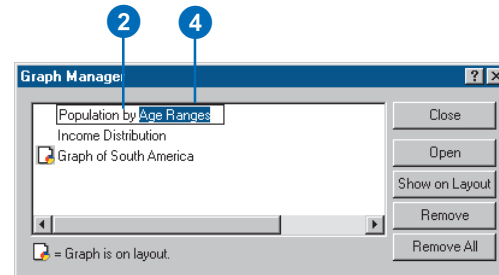 2 4
Graph Manager
Population by Age Ranges
Income Distribution
Graph of South America
Close
Open
Show on Layout
Remove
Remove All
= Graph is on layout.